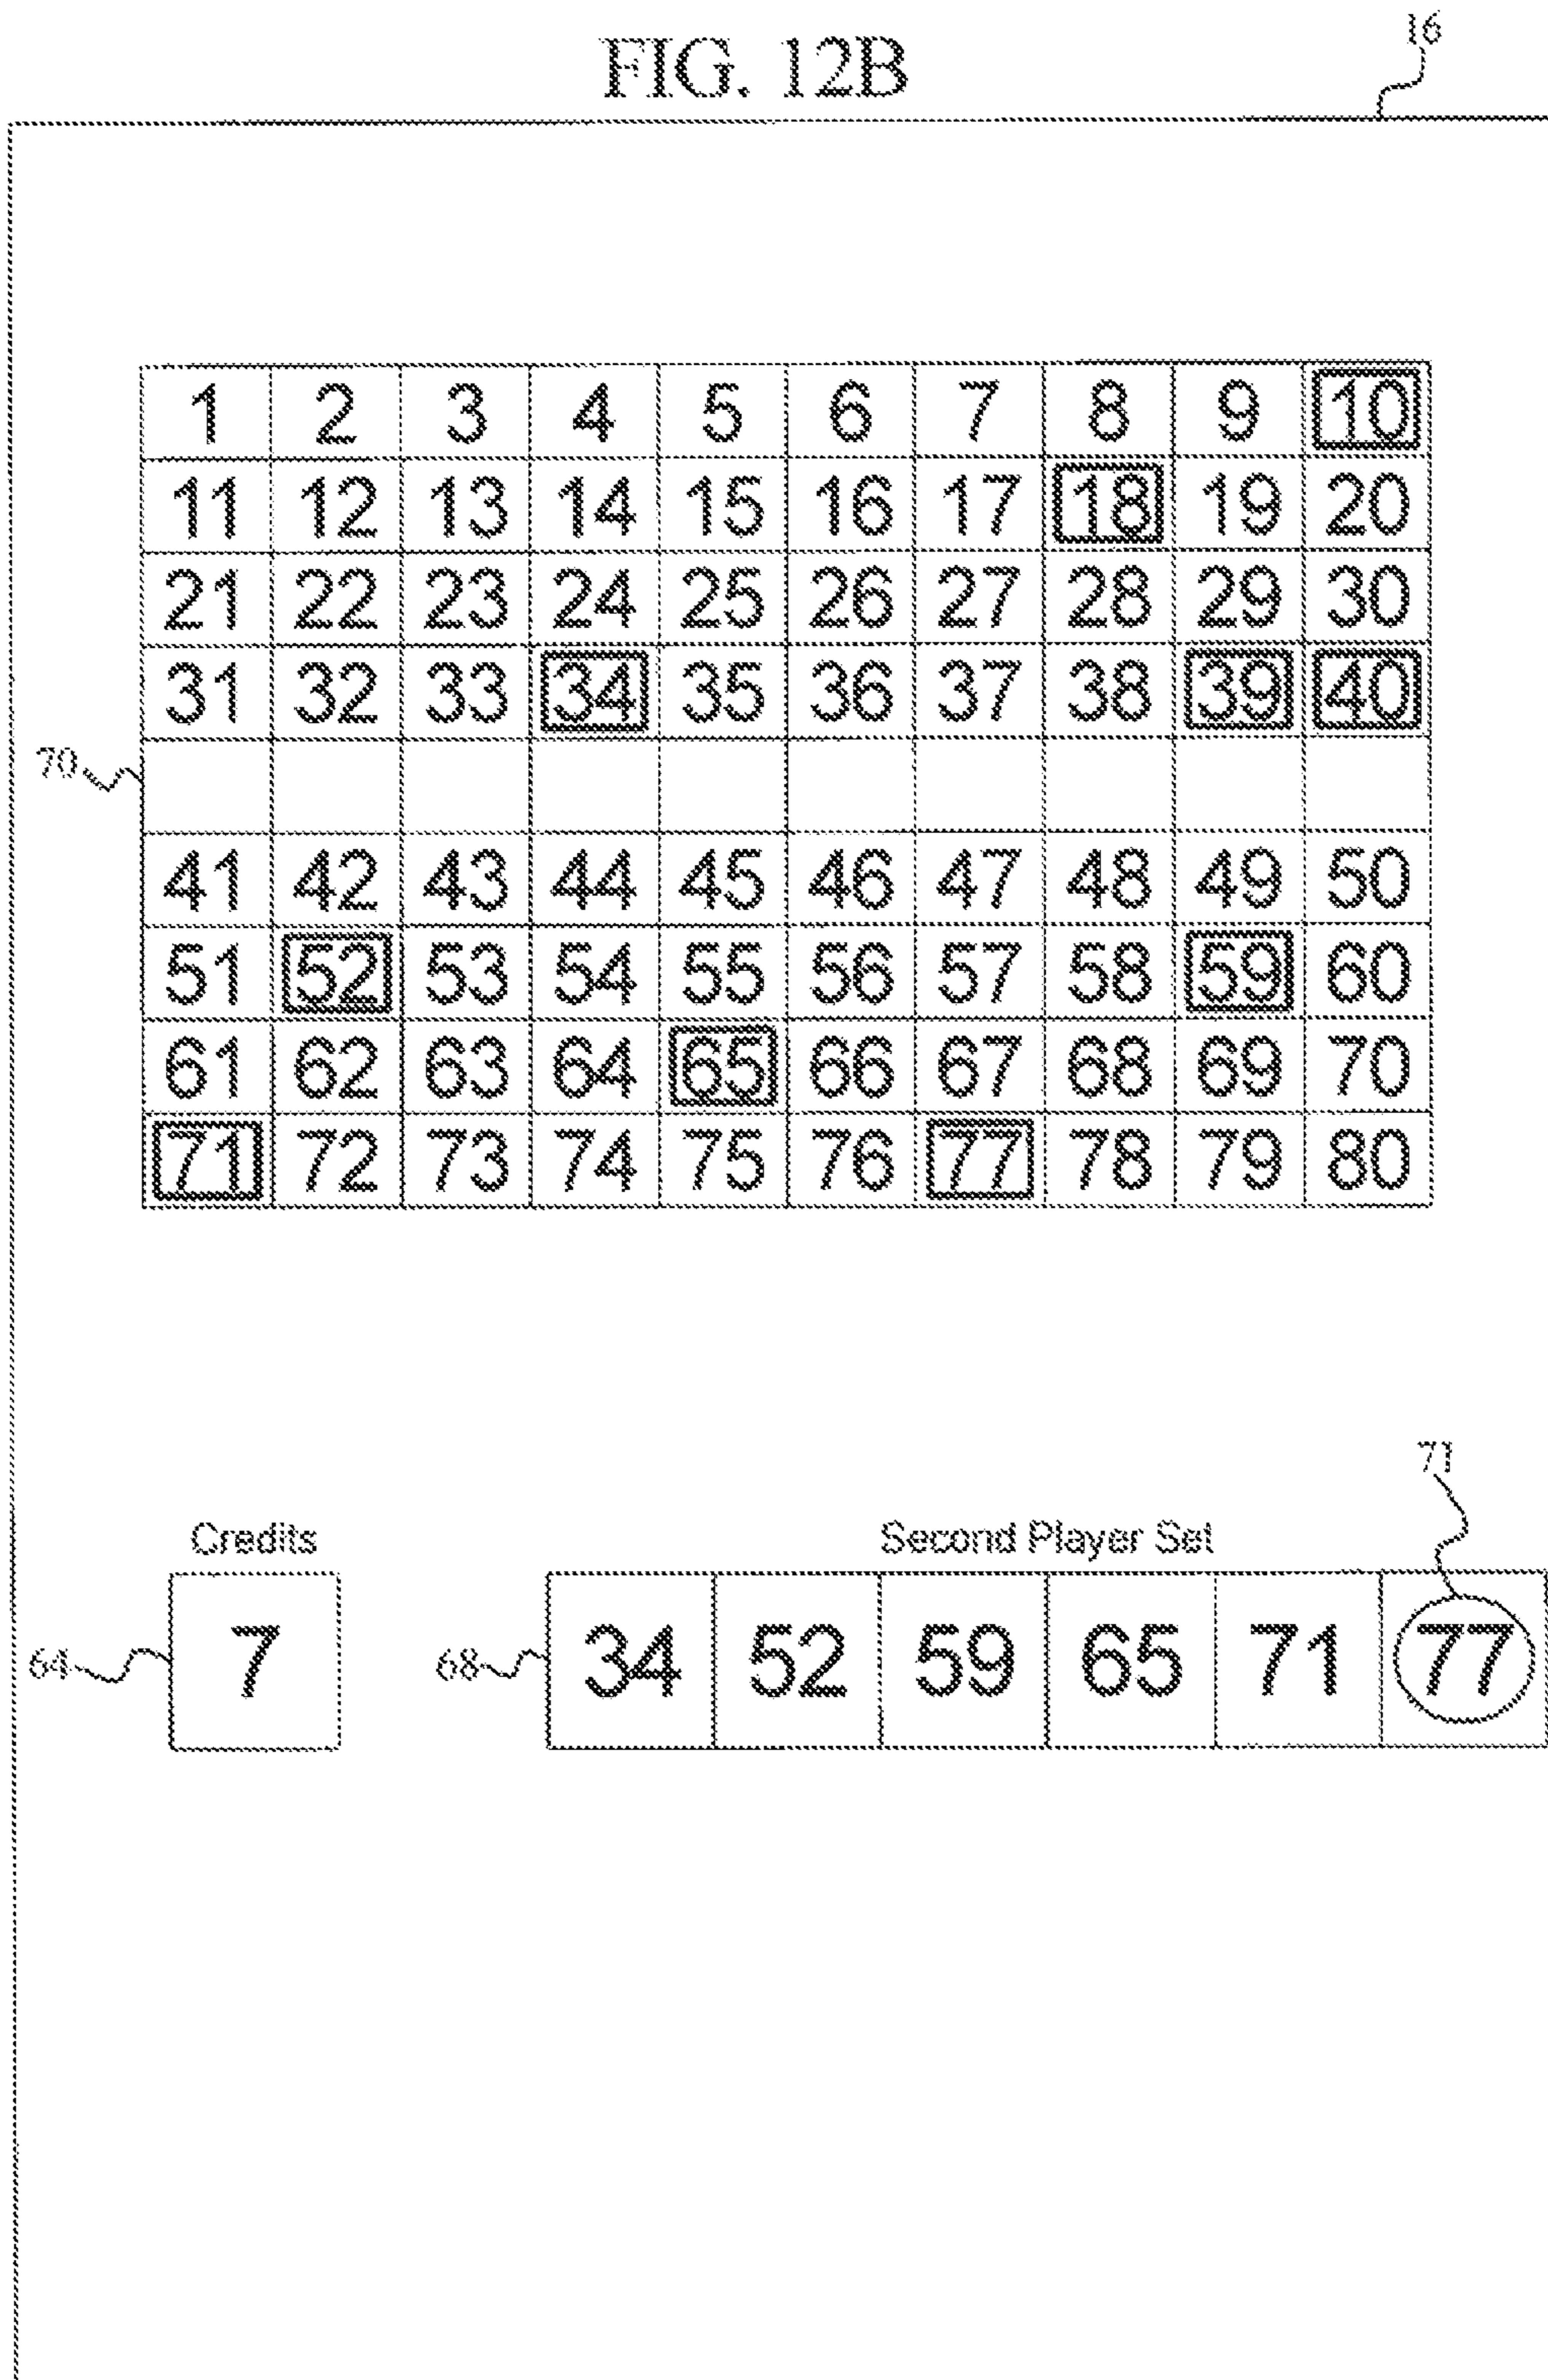 FIG. 12B
16
1 2 3 4 5 6 7 8 9 10
11 12 13 14 15 16 17 18 19 20
21 22 23 24 25 26 27 28 29 30
31 32 33 34 35 36 37 38 39 40
70
41 42 43 44 45 46 47 48 49 50
51 52 53 54 55 56 57 58 59 60
61 62 63 64 65 66 67 68 69 70
71 72 73 74 75 76 77 78 79 80
71
Credits
Second Player Set
64
7
68
34 52 59 65 71 77